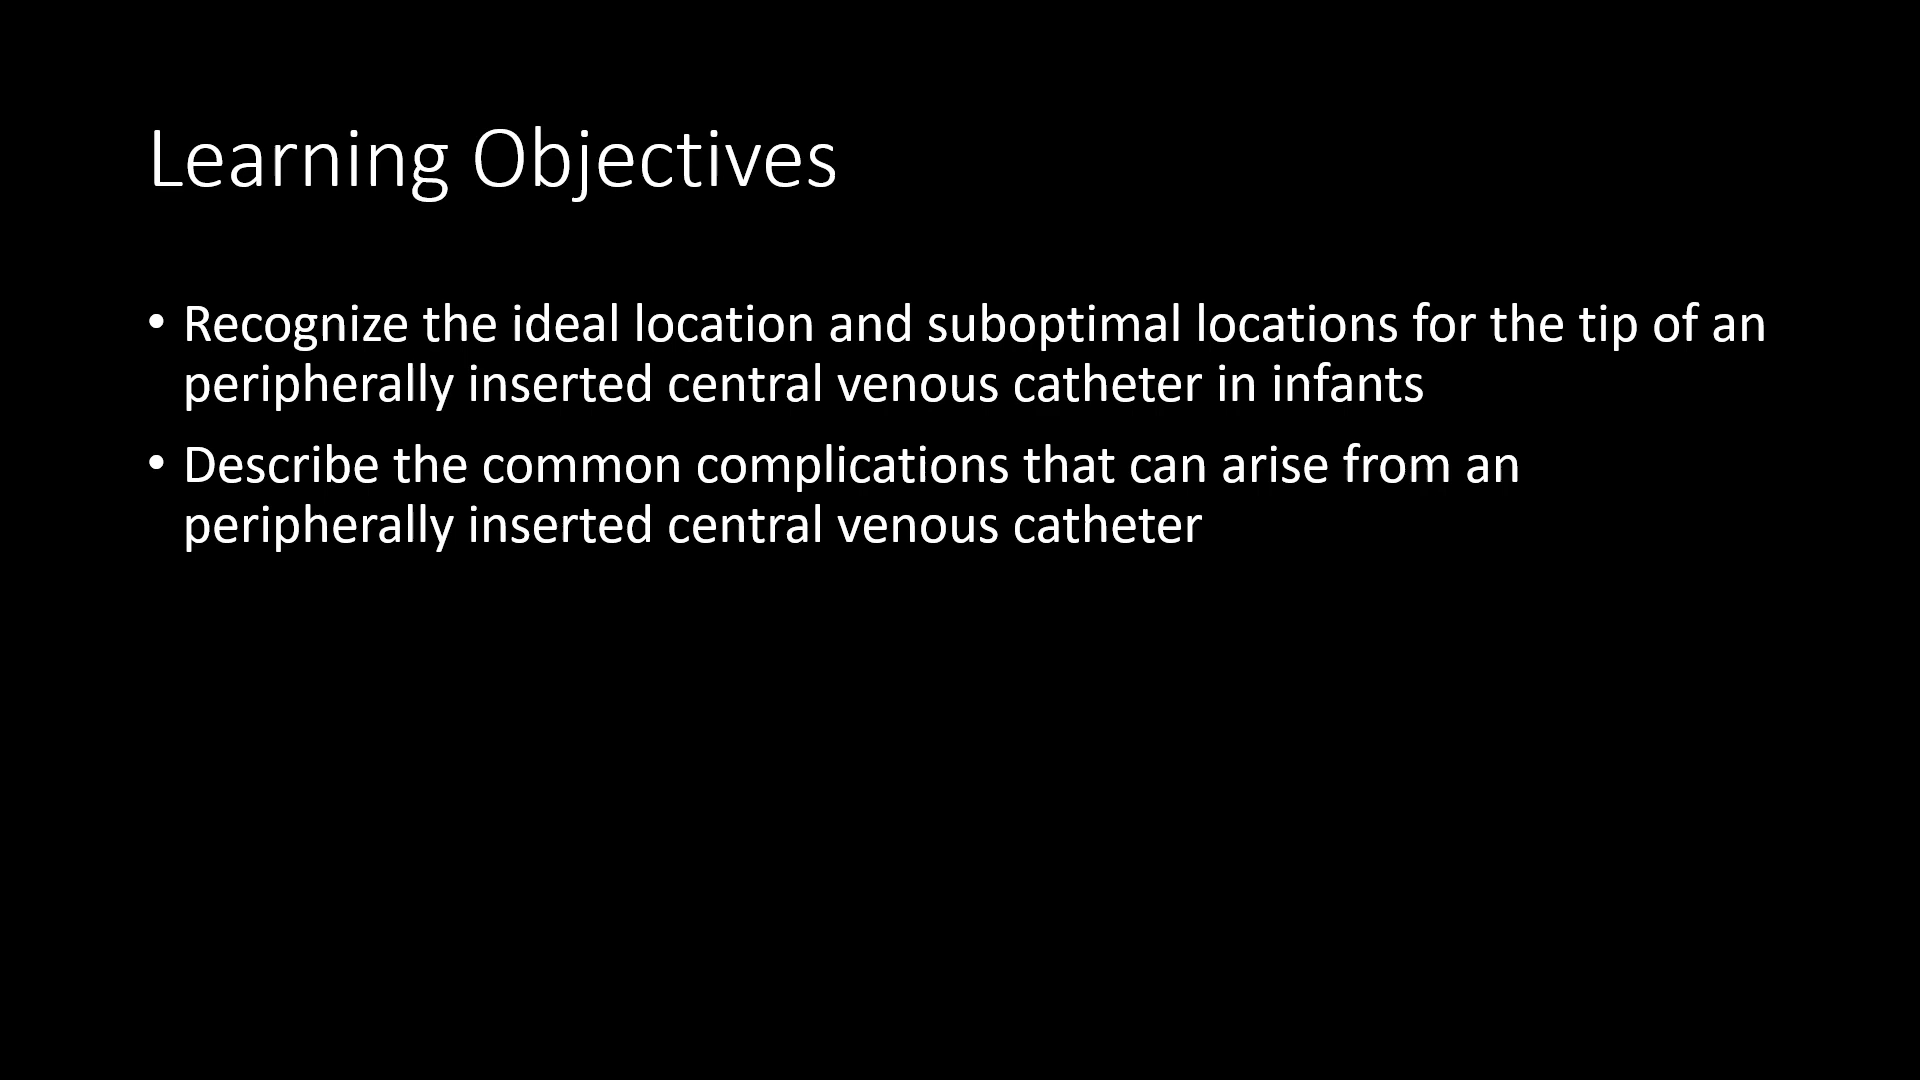 Learning Objectives
• Recognize the ideal location and suboptimal locations for the tip of an
peripherally inserted central venous catheter in infants
• Describe the common complications that can arise from an
peripherally inserted central venous catheter